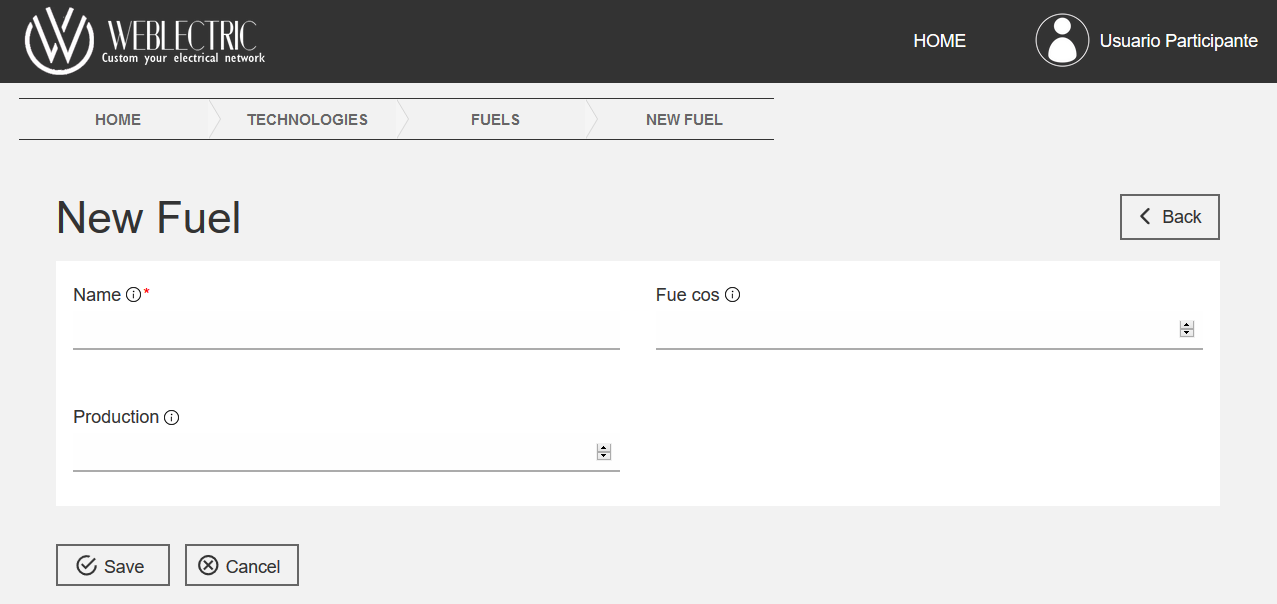 WEBLECTRIC
Custom your electrical network
HOME
Usuario Participante
HOME
TECHNOLOGIES
FUELS
NEW FUEL
New Fuel
Back
Name *
Fue cos
Production
Save
Cancel